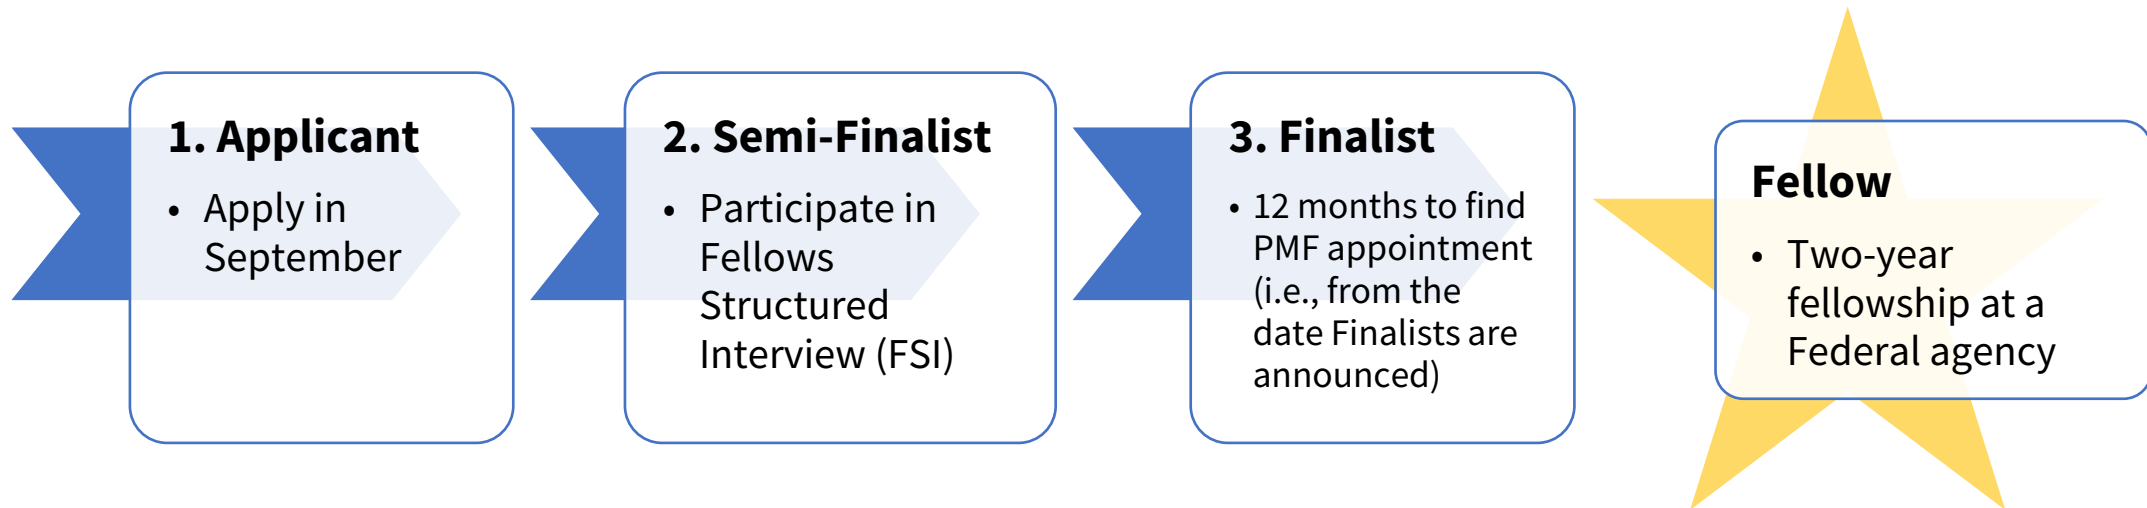 1. Applicant
• Apply in
September
2. Semi-Finalist
• Participate in
Fellows
Structured
Interview (FSI)
3. Finalist
• 12 months to find
PMF appointment
(i.e., from the
date Finalists are
announced)
Fellow
• Two-year
fellowship at a
Federal agency